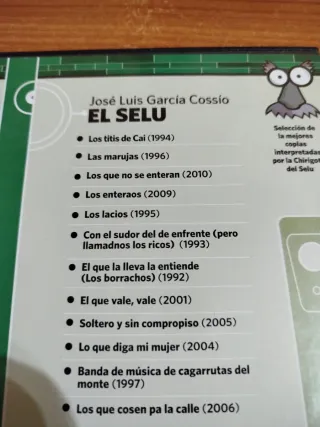 José Luis García Cossío
EL SELU
• Los titis de Cai (1994)
• Las marujas (1996)
• Los que no se enteran (2010)
• Los enteraos (2009)
• Los lacios (1995)
• Con el sudor del de enfrente (pero
llamadnos los ricos) (1993)
• El que la lleva la entiende
(Los borrachos) (1992)
• El que vale, vale (2001)
• Soltero y sin compropiso (2005)
• Lo que diga mi mujer (2004)
• Banda de música de cagarrutas del
monte (1997)
• Los que cosen pa la calle (2006)
Selección de
la mejores
coplas
interpretadas
por la Chirigot
del Selu